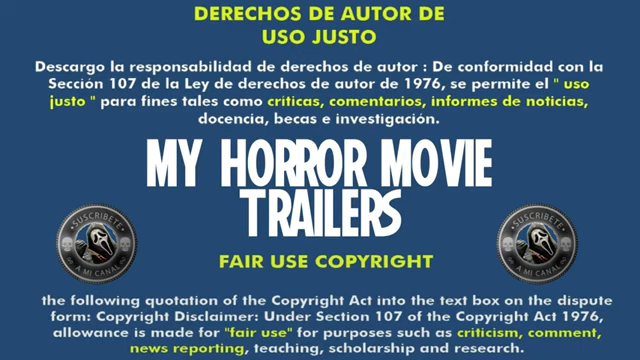 DERECHOS DE AUTOR DE
USO JUSTO
Descargo la responsabilidad de derechos de autor : De conformidad con la
Sección 107 de la Ley de derechos de autor de 1976, se permite el " uso
justo " para fines tales como criticas, comentarios, informes de noticias,
docencia, becas e investigación.
MY HORROR MOVIE
TRAILERS
SUSCRIBETE
A MI CANAL
SUSCRIBETE
A MI CANAL
FAIR USE COPYRIGHT
the following quotation of the Copyright Act into the text box on the dispute
form: Copyright Disclaimer: Under Section 107 of the Copyright Act 1976,
allowance is made for "fair use" for purposes such as criticism, comment,
news reporting, teaching, scholarship and research.